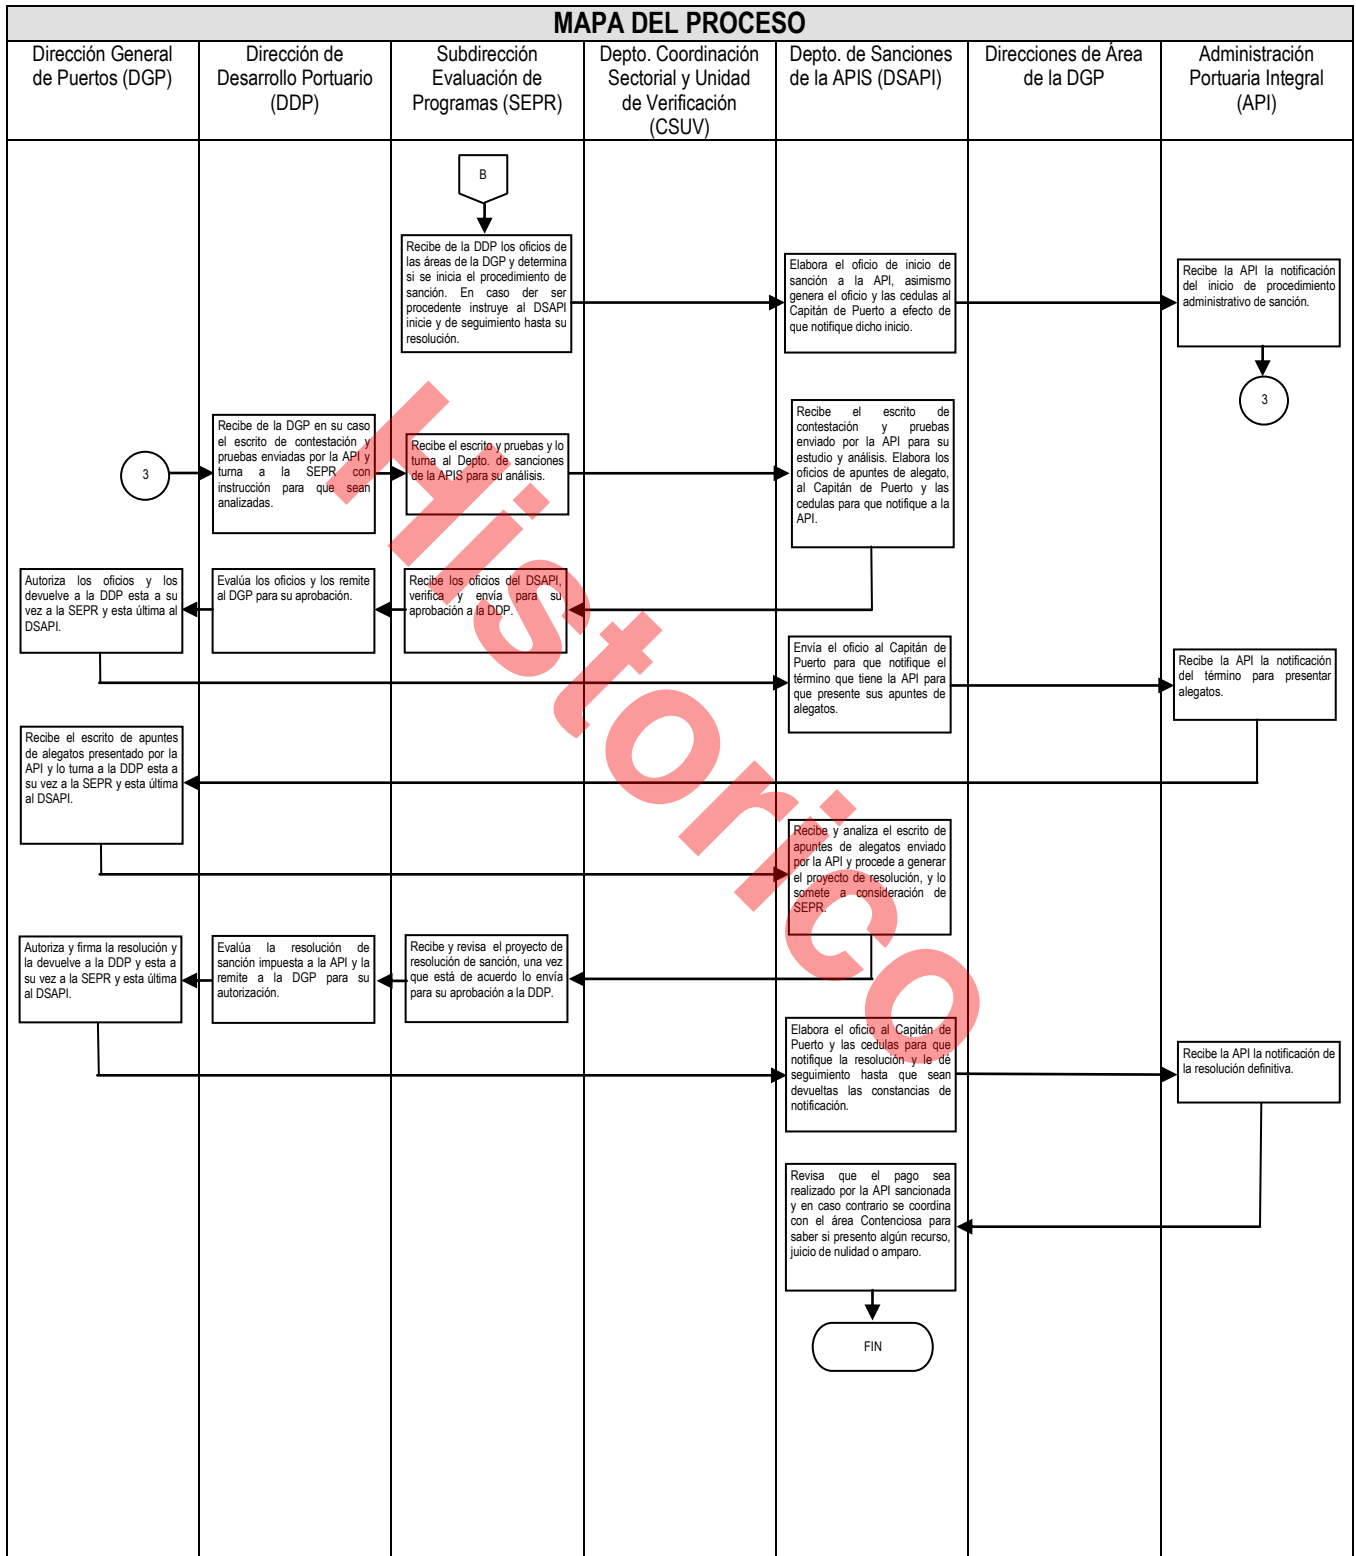 MAPA DEL PROCESO
Dirección General
de Puertos (DGP)
Dirección de
Desarrollo Portuario
(DDP)
Subdirección
Evaluación de
Programas (SEPR)
Depto. Coordinación
Sectorial y Unidad
de Verificación
(CSUV)
Depto. de Sanciones
de la APIS (DSAPI)
Direcciones de Área
de la DGP
Administración
Portuaria Integral
(API)
B
Recibe de la DDP los oficios de
las áreas de la DGP y determina
si se inicia el procedimiento de
sanción. En caso der ser
procedente instruye al DSAPI
inicie y de seguimiento hasta su
resolución.
Elabora el oficio de inicio de
sanción a la API, asimismo
genera el oficio y las cedulas al
Capitán de Puerto a efecto de
que notifique dicho inicio.
Recibe la API la notificación
del inicio de procedimiento
administrativo de sanción.
3
3
Recibe de la DGP en su caso
el escrito de contestación y
pruebas enviadas por la API y
turna a la SEPR con
instrucción para que sean
analizadas.
Recibe el escrito y pruebas y lo
turna al Depto. de sanciones
de la APIS para su análisis.
Recibe el escrito de
contestación y pruebas
enviado por la API para su
estudio y análisis. Elabora los
oficios de apuntes de alegato,
al Capitán de Puerto y las
cedulas para que notifique a la
API.
Autoriza los oficios y los
devuelve a la DDP esta a su
vez a la SEPR y esta última al
DSAPI.
Evalúa los oficios y los remite
al DGP para su aprobación.
Recibe los oficios del DSAPI,
verifica y envía para su
aprobación a la DDP.
Envía el oficio al Capitán de
Puerto para que notifique el
término que tiene la API para
que presente sus apuntes de
alegatos.
Recibe la API la notificación
del término para presentar
alegatos.
Recibe el escrito de apuntes
de alegatos presentado por la
API y lo turna a la DDP esta a
su vez a la SEPR y esta última
al DSAPI.
Recibe y analiza el escrito de
apuntes de alegatos enviado
por la API y procede a generar
el proyecto de resolución, y lo
somete a consideración de
SEPR.
Autoriza y firma la resolución y
la devuelve a la DDP y esta a
su vez a la SEPR y esta última
al DSAPI.
Evalúa la resolución de
sanción impuesta a la API y la
remite a la DGP para su
autorización.
Recibe y revisa el proyecto de
resolución de sanción, una vez
que está de acuerdo lo envía
para su aprobación a la DDP.
Elabora el oficio al Capitán de
Puerto y las cedulas para que
notifique la resolución y le dé
seguimiento hasta que sean
devueltas las constancias de
notificación.
Recibe la API la notificación de
la resolución definitiva.
Revisa que el pago sea
realizado por la API sancionada
y en caso contrario se coordina
con el área Contenciosa para
saber si presento algún recurso,
juicio de nulidad o amparo.
FIN
Historico